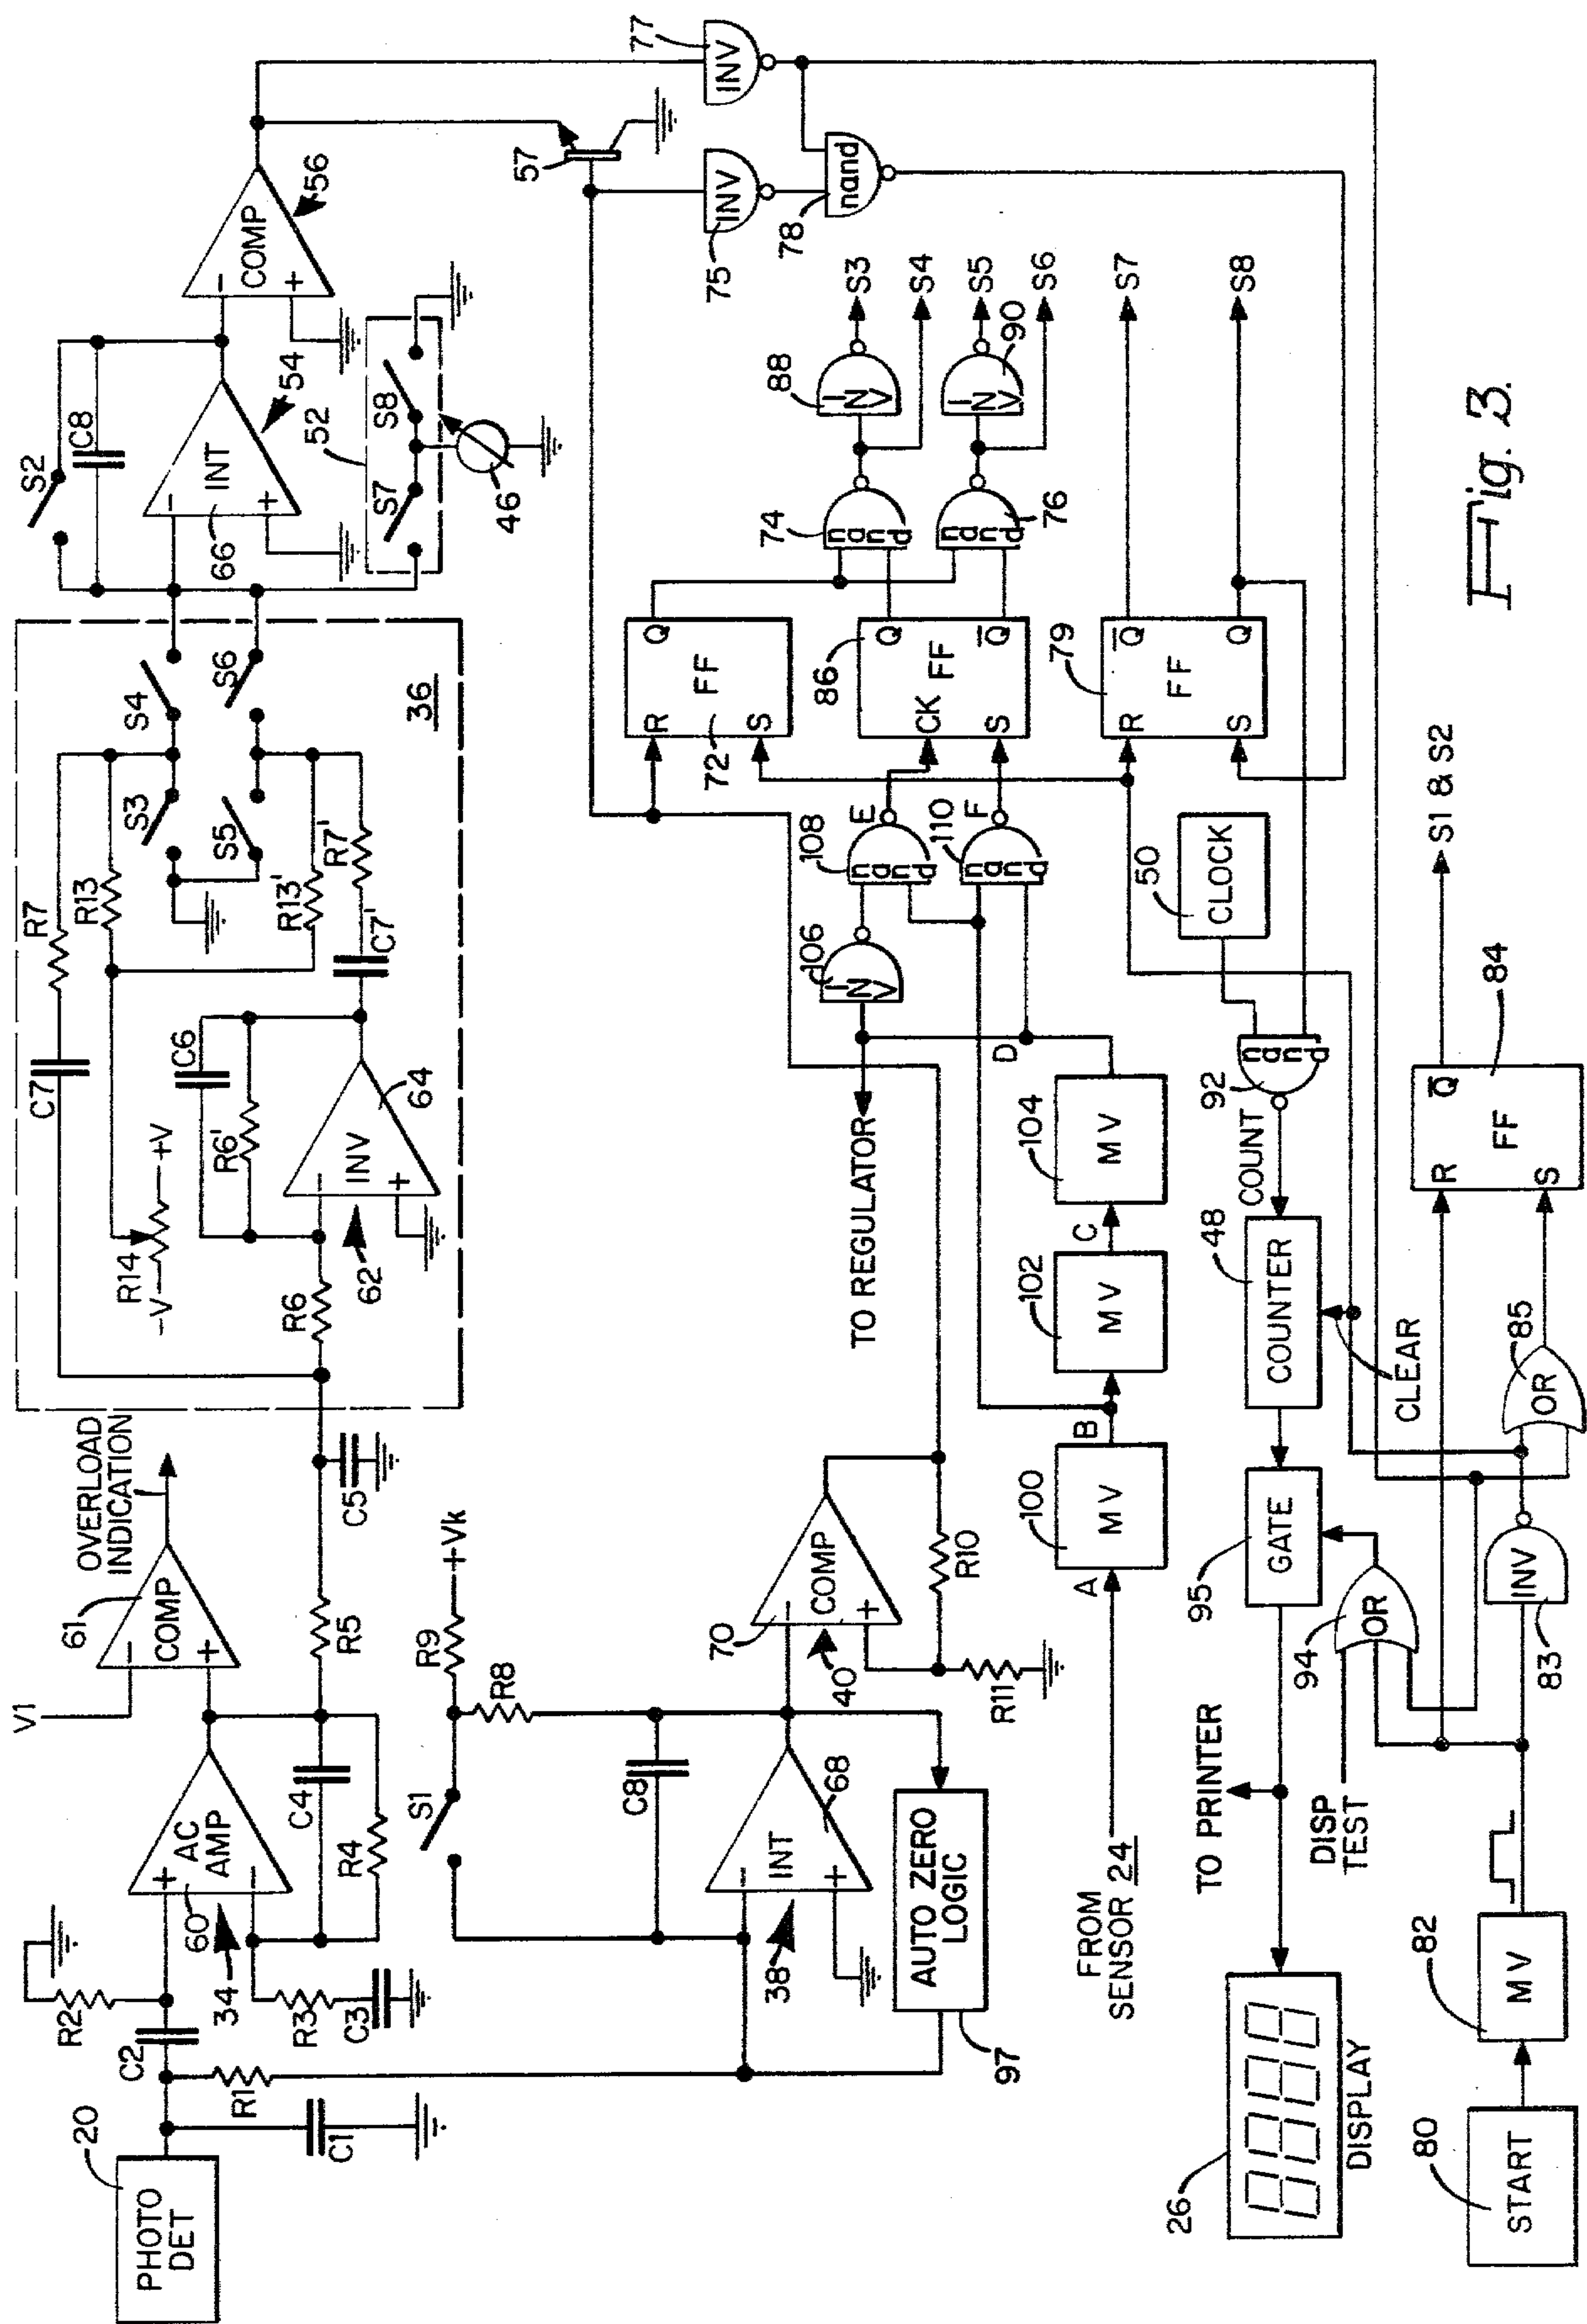 20
PHOTO
DET
C1
R1
C2
R2
34
R3
C3
60
AC
AMP
+
−
C4
R4
V1
61
COMP
−
+
OVERLOAD
INDICATION
R5
C5
C7
R7
R14
−V
+V
R13
R6
62
R6'
C6
INV
−
+
64
C7'
R7'
R13'
S3
S4
S5
S6
36
S2
C8
66
INT
−
+
54
52
S7
S8
46
COMP
−
+
56
57
S1
R9
+Vk
R8
C8
38
INT
−
+
68
AUTO ZERO
LOGIC
97
70
COMP
−
+
40
R10
R11
75
INV
77
INV
78
nand
TO REGULATOR
FROM
SENSOR 24
A
100
MV
B
102
MV
C
104
MV
D
106
INV
108
nand
E
110
nand
F
72
R
S
FF
Q
86
CK
S
FF
Q
Q̅
79
R
S
FF
Q̅
Q
74
nand
76
nand
88
INV
90
INV
S3
S4
S5
S6
S7
S8
50
CLOCK
92
nand
COUNT
48
COUNTER
CLEAR
95
GATE
94
OR
TO PRINTER
DISP
TEST
26
8888
DISPLAY
80
START
82
MV
83
INV
85
OR
84
R
S
FF
Q̅
S1 & S2
Fig. 3.